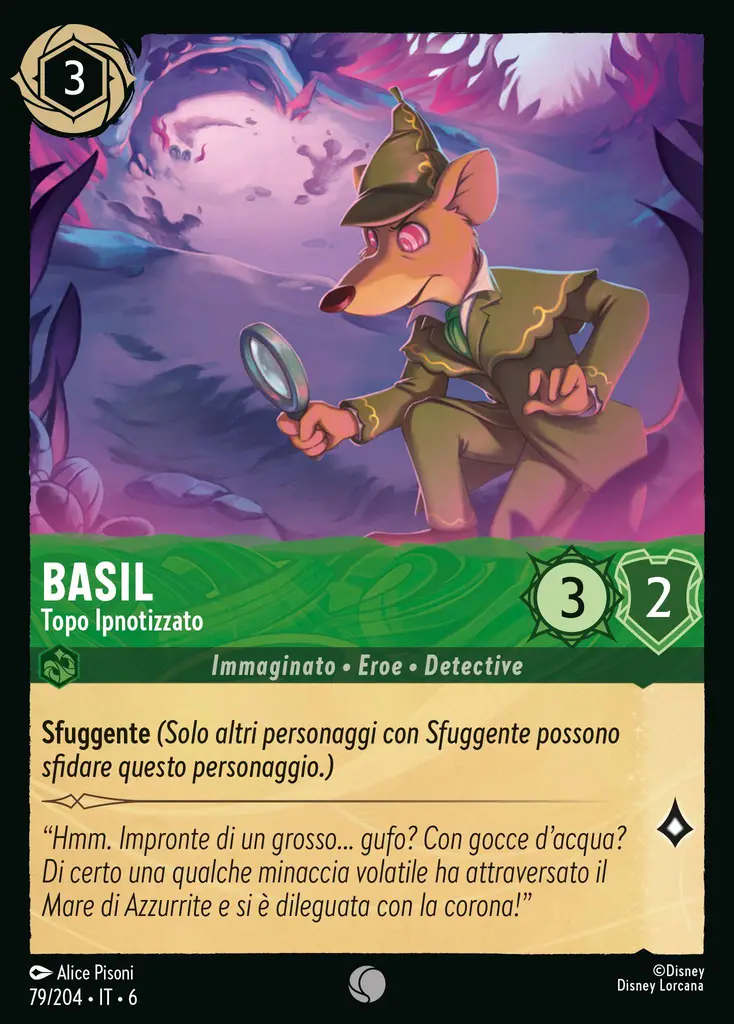 3
BASIL
Topo Ipnotizzato
3
2
Immaginato • Eroe • Detective
Sfuggente (Solo altri personaggi con Sfuggente possono
sfidare questo personaggio.)
“Hmm. Impronte di un grosso... gufo? Con gocce d’acqua?
Di certo una qualche minaccia volatile ha attraversato il
Mare di Azzurrite e si è dileguata con la corona!”
Alice Pisoni
79/204 • IT • 6
©Disney
Disney Lorcana